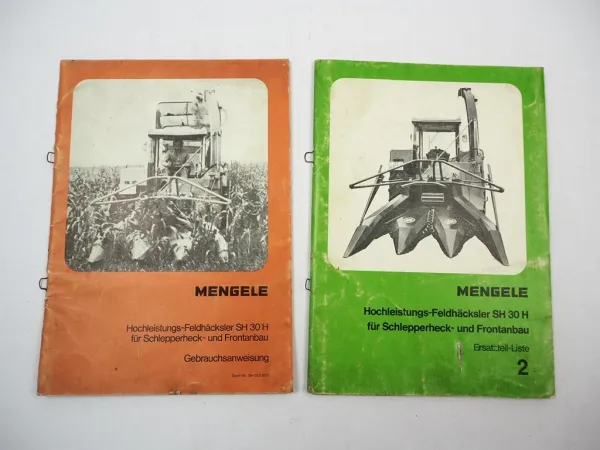 MENGELE
Hochleistungs-Feldhäcksler SH 30 H
für Schlepperheck- und Frontanbau
Gebrauchsanweisung
MENGELE
Hochleistungs-Feldhäcksler SH 30 H
für Schlepperheck- und Frontanbau
Ersatzteil-Liste
2